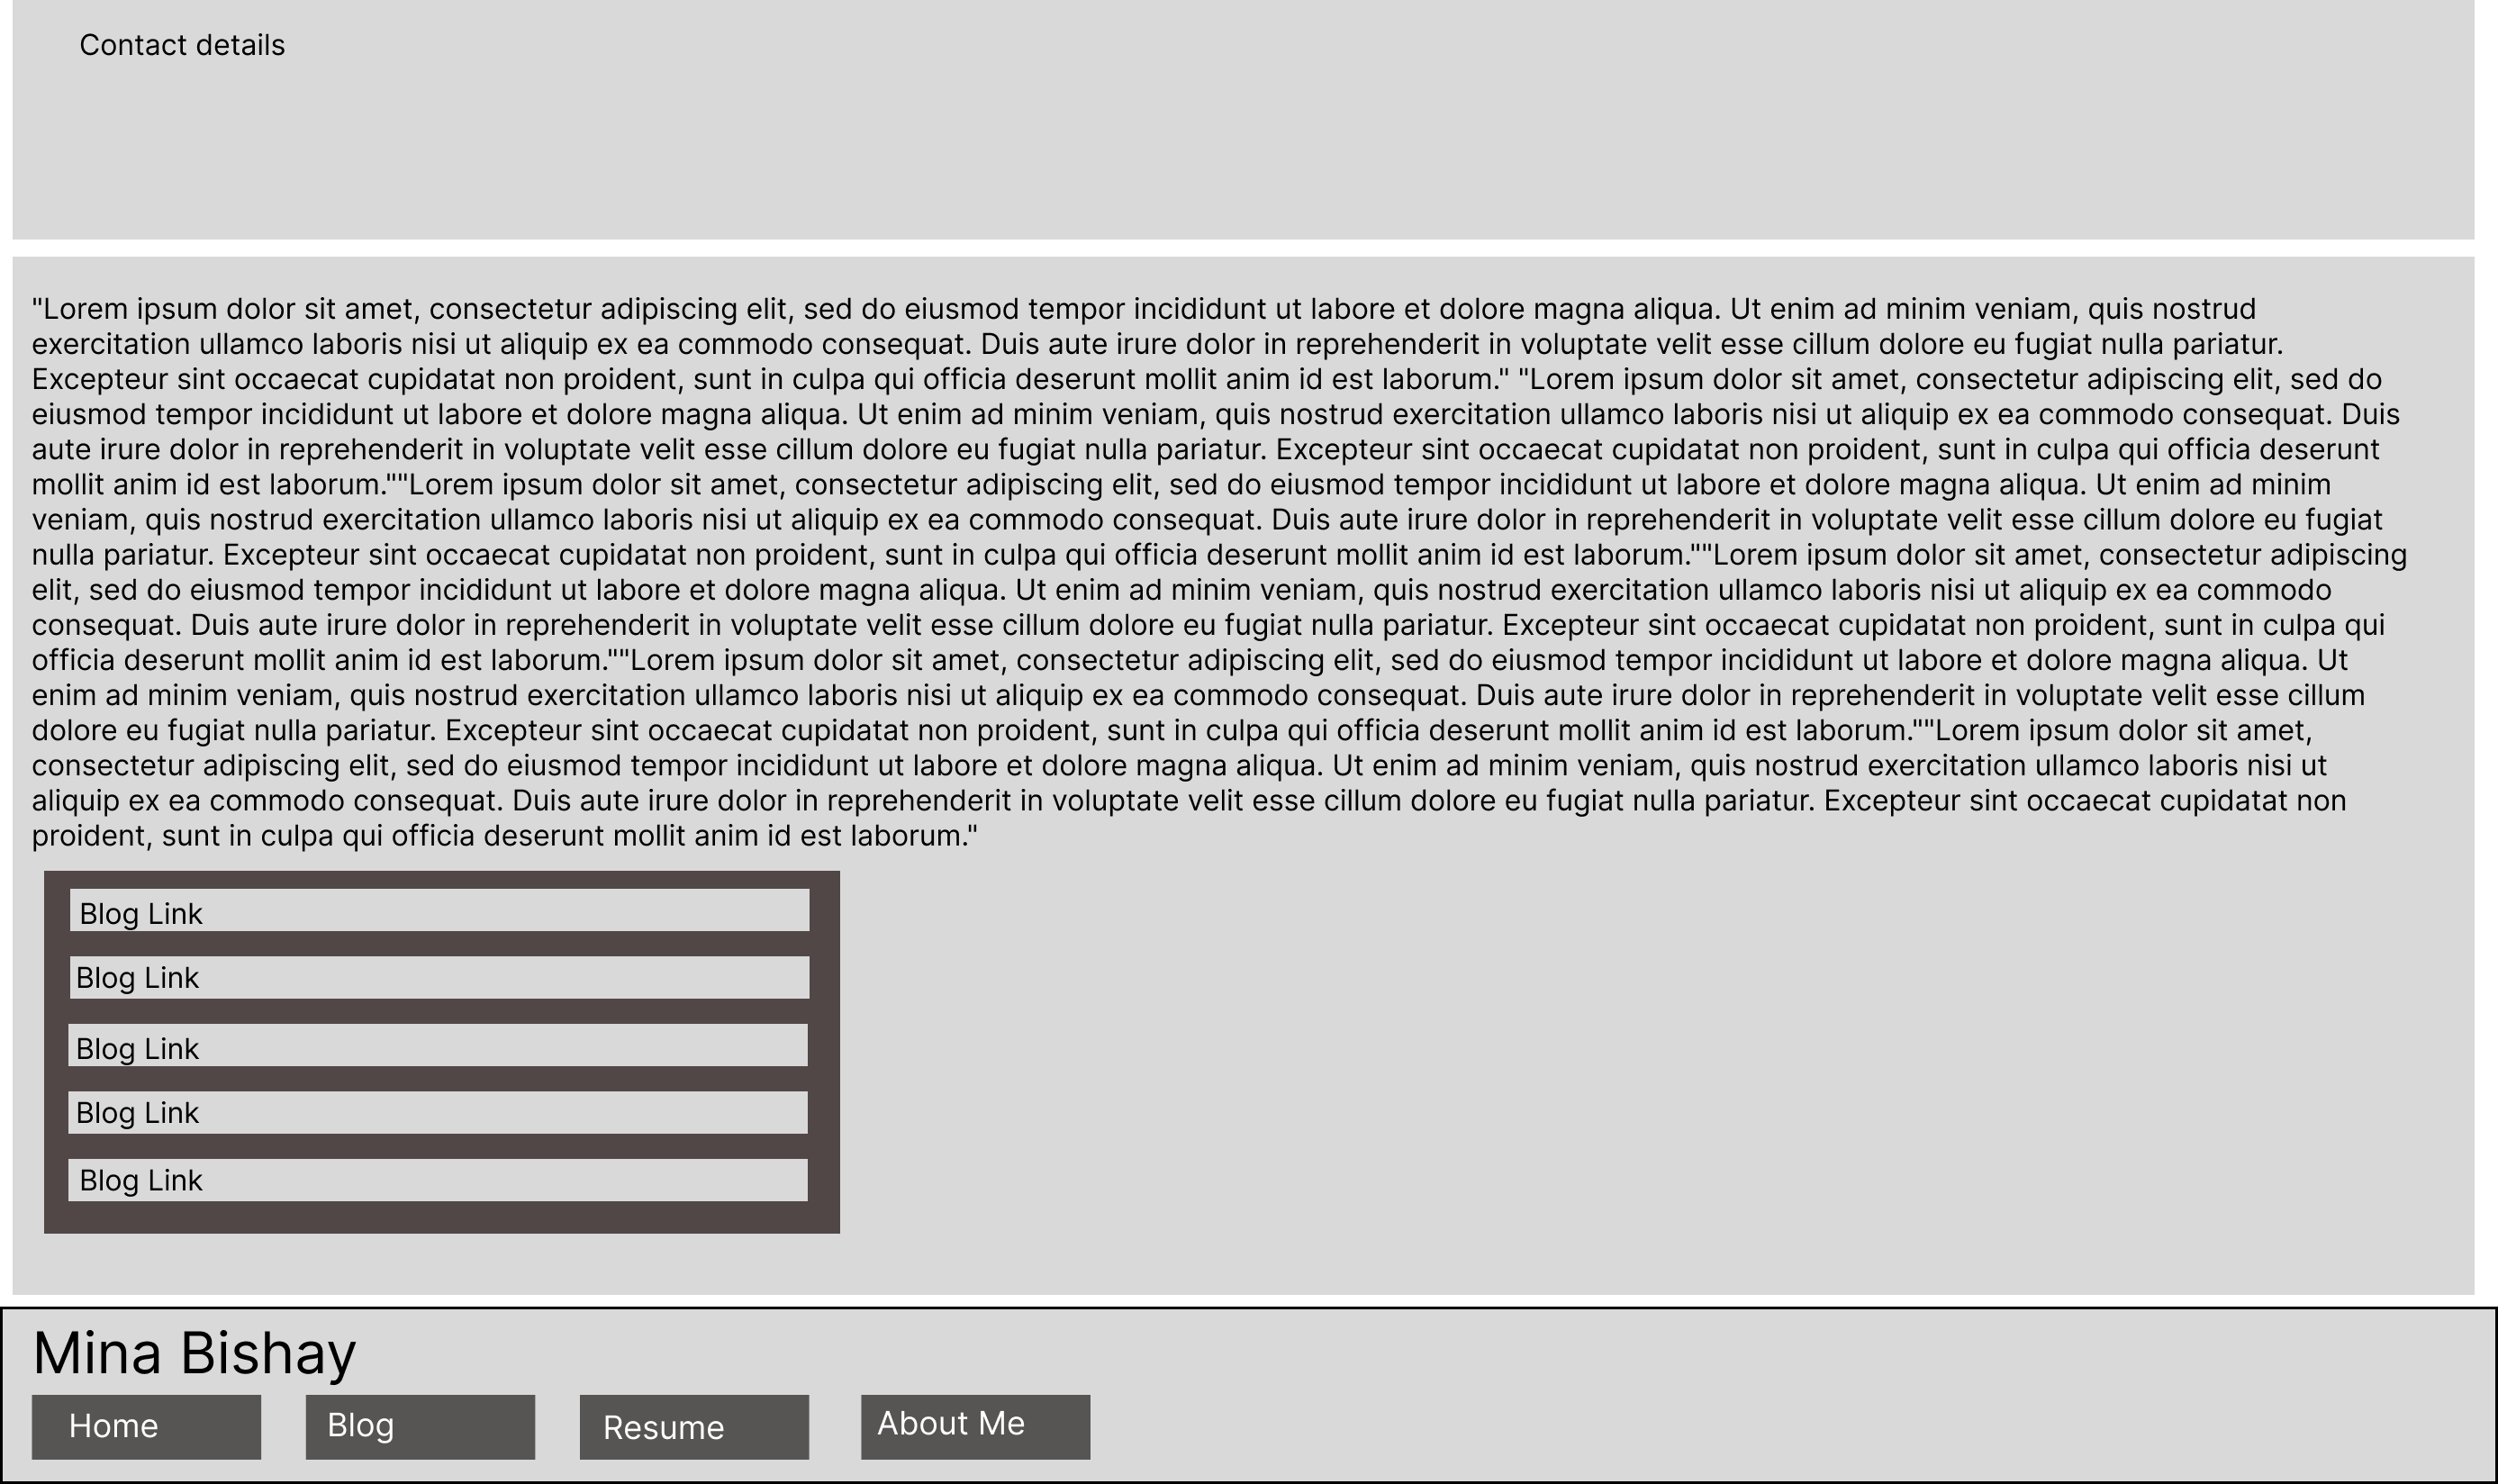 Contact details
"Lorem ipsum dolor sit amet, consectetur adipiscing elit, sed do eiusmod tempor incididunt ut labore et dolore magna aliqua. Ut enim ad minim veniam, quis nostrud
exercitation ullamco laboris nisi ut aliquip ex ea commodo consequat. Duis aute irure dolor in reprehenderit in voluptate velit esse cillum dolore eu fugiat nulla pariatur.
Excepteur sint occaecat cupidatat non proident, sunt in culpa qui officia deserunt mollit anim id est laborum." "Lorem ipsum dolor sit amet, consectetur adipiscing elit, sed do
eiusmod tempor incididunt ut labore et dolore magna aliqua. Ut enim ad minim veniam, quis nostrud exercitation ullamco laboris nisi ut aliquip ex ea commodo consequat. Duis
aute irure dolor in reprehenderit in voluptate velit esse cillum dolore eu fugiat nulla pariatur. Excepteur sint occaecat cupidatat non proident, sunt in culpa qui officia deserunt
mollit anim id est laborum.""Lorem ipsum dolor sit amet, consectetur adipiscing elit, sed do eiusmod tempor incididunt ut labore et dolore magna aliqua. Ut enim ad minim
veniam, quis nostrud exercitation ullamco laboris nisi ut aliquip ex ea commodo consequat. Duis aute irure dolor in reprehenderit in voluptate velit esse cillum dolore eu fugiat
nulla pariatur. Excepteur sint occaecat cupidatat non proident, sunt in culpa qui officia deserunt mollit anim id est laborum.""Lorem ipsum dolor sit amet, consectetur adipiscing
elit, sed do eiusmod tempor incididunt ut labore et dolore magna aliqua. Ut enim ad minim veniam, quis nostrud exercitation ullamco laboris nisi ut aliquip ex ea commodo
consequat. Duis aute irure dolor in reprehenderit in voluptate velit esse cillum dolore eu fugiat nulla pariatur. Excepteur sint occaecat cupidatat non proident, sunt in culpa qui
officia deserunt mollit anim id est laborum.""Lorem ipsum dolor sit amet, consectetur adipiscing elit, sed do eiusmod tempor incididunt ut labore et dolore magna aliqua. Ut
enim ad minim veniam, quis nostrud exercitation ullamco laboris nisi ut aliquip ex ea commodo consequat. Duis aute irure dolor in reprehenderit in voluptate velit esse cillum
dolore eu fugiat nulla pariatur. Excepteur sint occaecat cupidatat non proident, sunt in culpa qui officia deserunt mollit anim id est laborum.""Lorem ipsum dolor sit amet,
consectetur adipiscing elit, sed do eiusmod tempor incididunt ut labore et dolore magna aliqua. Ut enim ad minim veniam, quis nostrud exercitation ullamco laboris nisi ut
aliquip ex ea commodo consequat. Duis aute irure dolor in reprehenderit in voluptate velit esse cillum dolore eu fugiat nulla pariatur. Excepteur sint occaecat cupidatat non
proident, sunt in culpa qui officia deserunt mollit anim id est laborum."
Blog Link
Blog Link
Blog Link
Blog Link
Blog Link
Mina Bishay
Home Blog Resume About Me